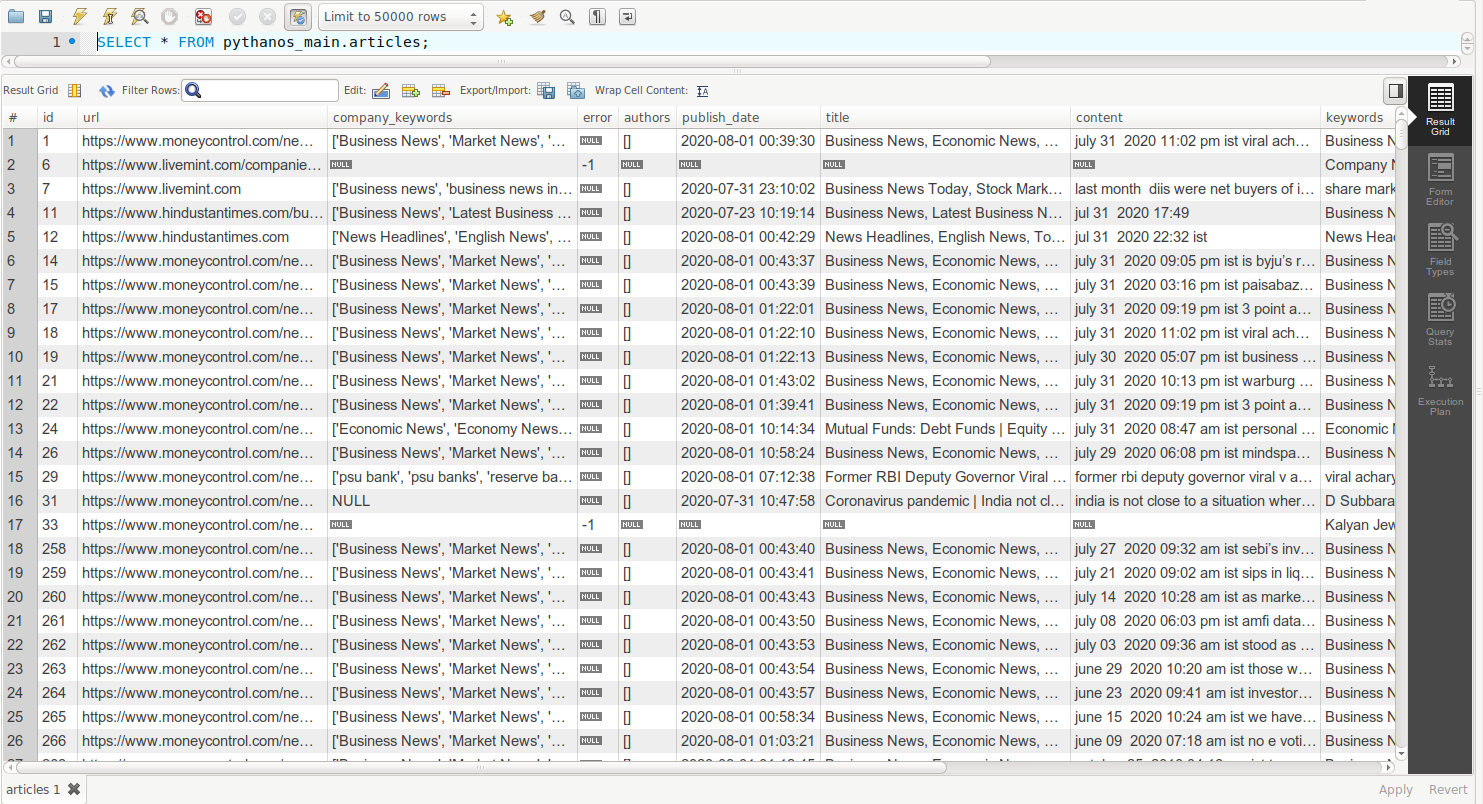 Limit to 50000 rows
1 SELECT * FROM pythanos_main.articles;
Result Grid Filter Rows: Edit: Export/Import: Wrap Cell Content:
# id url company_keywords error authors publish_date title content keywords
1 1 https://www.moneycontrol.com/ne… ['Business News', 'Market News', '… NULL [] 2020-08-01 00:39:30 Business News, Economic News, … july 31 2020 11:02 pm viral ach… Business N
2 6 https://www.livemint.com/companie… NULL -1 NULL NULL NULL NULL Company N
3 7 https://www.livemint.com ['Business news', 'business news in… NULL [] 2020-07-31 23:10:02 Business News Today, Stock Mark… last month diis were net buyers of i… share mark
4 11 https://www.hindustantimes.com/bu… ['Business News', 'Latest Business … NULL [] 2020-07-23 10:19:14 Business News, Latest Business N… jul 31 2020 17:49 Business N
5 12 https://www.hindustantimes.com ['News Headlines', 'English News', … NULL [] 2020-08-01 00:42:29 News Headlines, English News, To… jul 31 2020 22:32 ist News Head
6 14 https://www.moneycontrol.com/ne… ['Business News', 'Market News', '… NULL [] 2020-08-01 00:43:37 Business News, Economic News, … july 31 2020 09:05 pm ist is byju's r… Business N
7 15 https://www.moneycontrol.com/ne… ['Business News', 'Market News', '… NULL [] 2020-08-01 00:43:39 Business News, Economic News, … july 31 2020 03:16 pm ist paisabaz… Business N
8 17 https://www.moneycontrol.com/ne… ['Business News', 'Market News', '… NULL [] 2020-08-01 01:22:01 Business News, Economic News, … july 31 2020 09:19 pm ist 3 point a… Business N
9 18 https://www.moneycontrol.com/ne… ['Business News', 'Market News', '… NULL [] 2020-08-01 01:22:10 Business News, Economic News, … july 31 2020 11:02 pm ist viral ach… Business N
10 19 https://www.moneycontrol.com/ne… ['Business News', 'Market News', '… NULL [] 2020-08-01 01:22:13 Business News, Economic News, … july 30 2020 05:07 pm ist business … Business N
11 21 https://www.moneycontrol.com/ne… ['Business News', 'Market News', '… NULL [] 2020-08-01 01:43:02 Business News, Economic News, … july 31 2020 10:13 pm ist warburg … Business N
12 22 https://www.moneycontrol.com/ne… ['Business News', 'Market News', '… NULL [] 2020-08-01 01:39:41 Business News, Economic News, … july 31 2020 09:19 pm ist 3 point a… Business N
13 24 https://www.moneycontrol.com/ne… ['Economic News', 'Economy News… NULL [] 2020-08-01 10:14:34 Mutual Funds: Debt Funds | Equity … july 31 2020 08:47 am ist personal … Economic N
14 26 https://www.moneycontrol.com/ne… ['Business News', 'Market News', '… NULL [] 2020-08-01 10:58:24 Business News, Economic News, … july 29 2020 06:08 pm ist mindspa… Business N
15 29 https://www.moneycontrol.com/ne… ['psu bank', 'psu banks', 'reserve ba… NULL [] 2020-08-01 07:12:38 Former RBI Deputy Governor Viral … former rbi deputy governor viral v a… viral achary
16 31 https://www.moneycontrol.com/ne… NULL NULL [] 2020-07-31 10:47:58 Coronavirus pandemic | India not cl… india is not close to a situation wher… D Subbara
17 33 https://www.moneycontrol.com/ne… NULL -1 NULL NULL NULL NULL Kalyan Jew
18 258 https://www.moneycontrol.com/ne… ['Business News', 'Market News', '… NULL [] 2020-08-01 00:43:40 Business News, Economic News, … july 27 2020 09:32 am ist sebi's inv… Business N
19 259 https://www.moneycontrol.com/ne… ['Business News', 'Market News', '… NULL [] 2020-08-01 00:43:41 Business News, Economic News, … july 21 2020 09:02 am ist sips in liq… Business N
20 260 https://www.moneycontrol.com/ne… ['Business News', 'Market News', '… NULL [] 2020-08-01 00:43:43 Business News, Economic News, … july 14 2020 10:28 am ist as marke… Business N
21 261 https://www.moneycontrol.com/ne… ['Business News', 'Market News', '… NULL [] 2020-08-01 00:43:50 Business News, Economic News, … july 08 2020 06:03 pm ist amfi data… Business N
22 262 https://www.moneycontrol.com/ne… ['Business News', 'Market News', '… NULL [] 2020-08-01 00:43:53 Business News, Economic News, … july 03 2020 09:36 am ist stood as … Business N
23 263 https://www.moneycontrol.com/ne… ['Business News', 'Market News', '… NULL [] 2020-08-01 00:43:54 Business News, Economic News, … june 29 2020 10:20 am ist those w… Business N
24 264 https://www.moneycontrol.com/ne… ['Business News', 'Market News', '… NULL [] 2020-08-01 00:43:57 Business News, Economic News, … june 23 2020 09:41 am ist investor… Business N
25 265 https://www.moneycontrol.com/ne… ['Business News', 'Market News', '… NULL [] 2020-08-01 00:58:34 Business News, Economic News, … june 15 2020 10:24 am ist we have… Business N
26 266 https://www.moneycontrol.com/ne… ['Business News', 'Market News', '… NULL [] 2020-08-01 01:03:21 Business News, Economic News, … june 09 2020 07:18 am ist no e voti… Business N
Result
Grid
Form
Editor
Field
Types
Query
Stats
Execution
Plan
articles 1 Apply Revert